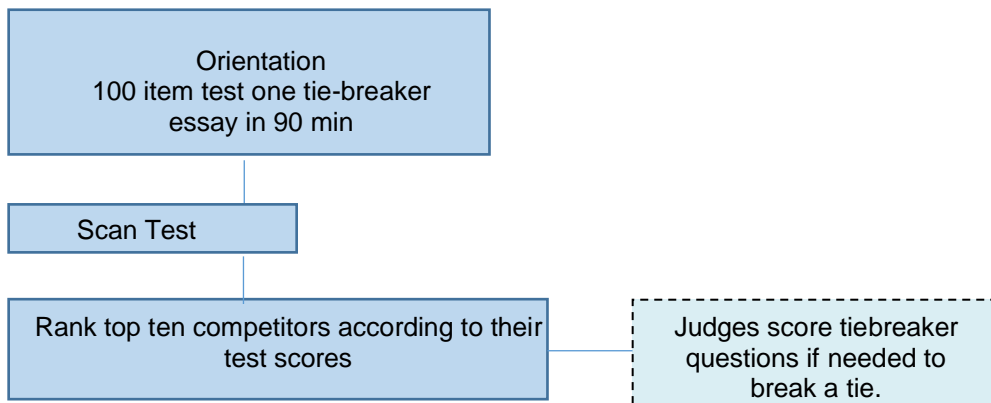 Orientation
100 item test one tie-breaker
essay in 90 min
Scan Test
Rank top ten competitors according to their
test scores
Judges score tiebreaker
questions if needed to
break a tie.